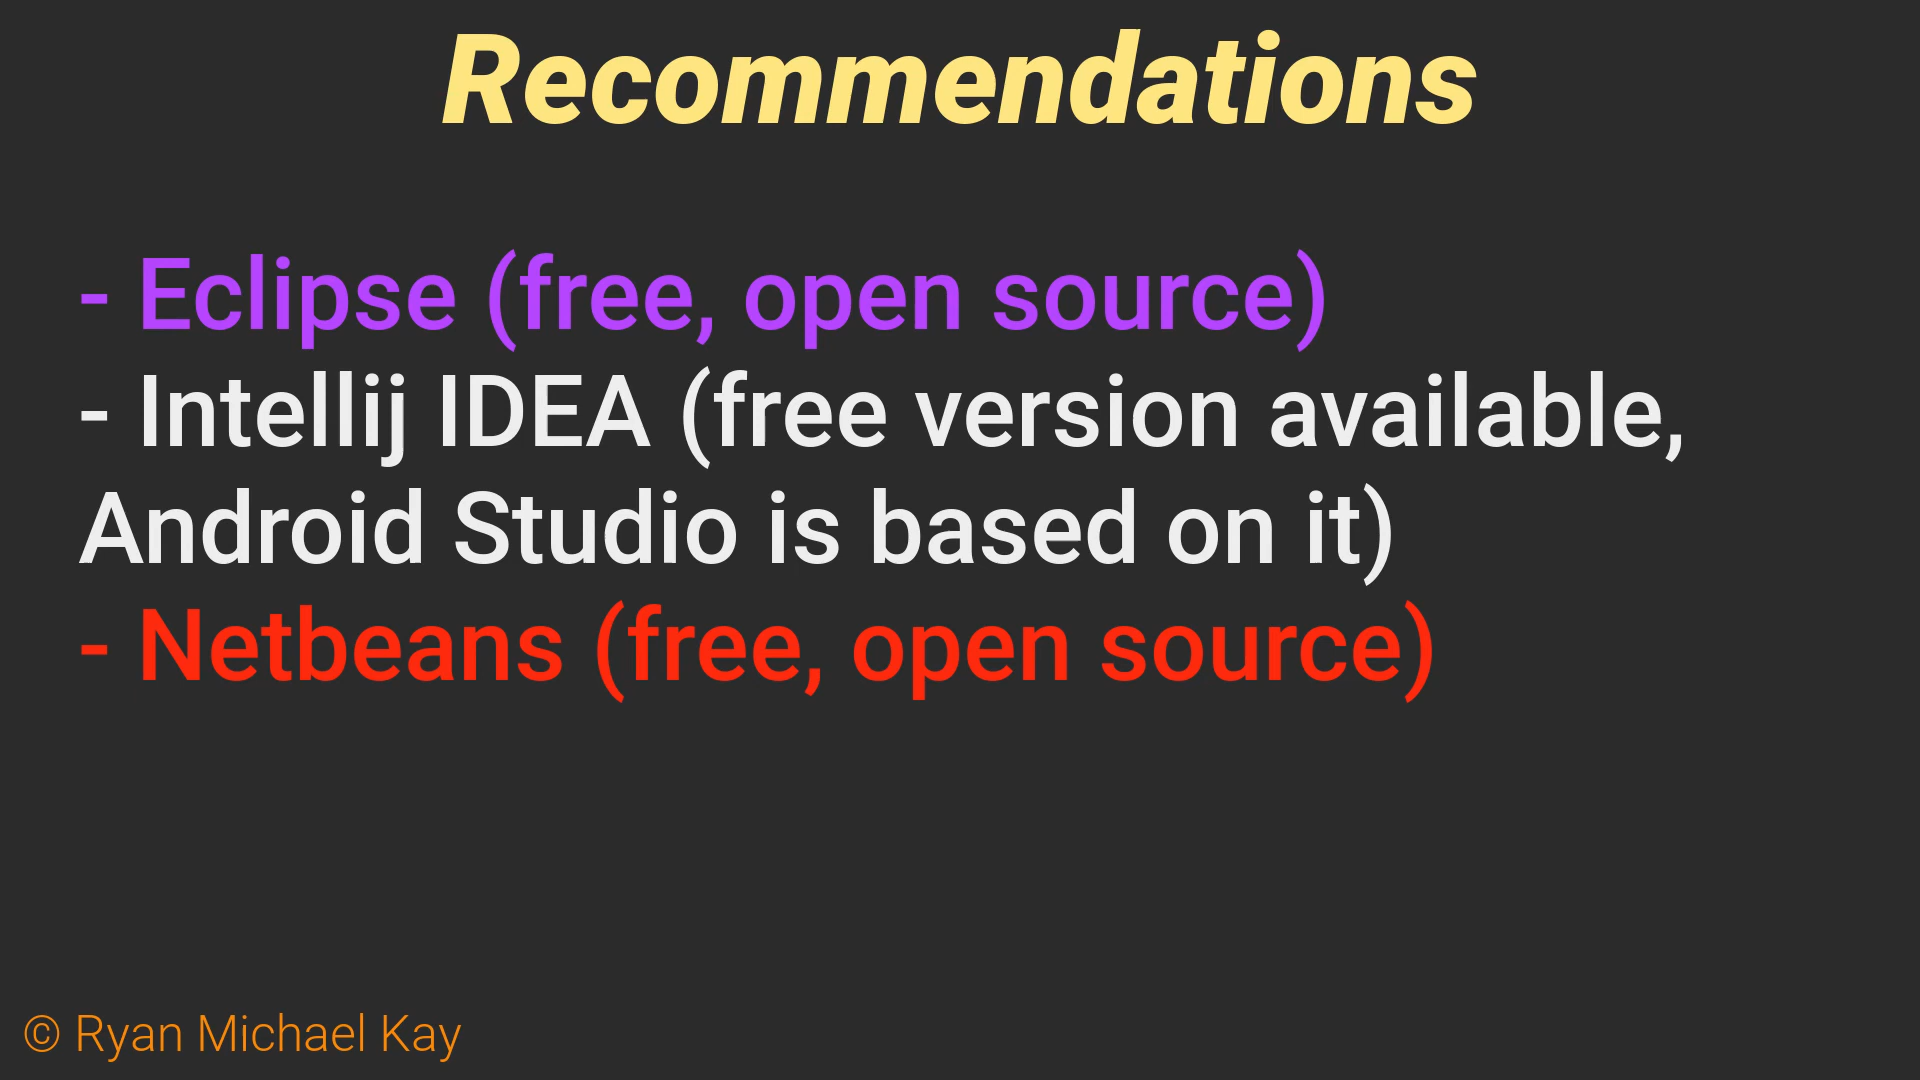 Recommendations
- Eclipse (free, open source)
- Intellij IDEA (free version available,
Android Studio is based on it)
- Netbeans (free, open source)
© Ryan Michael Kay